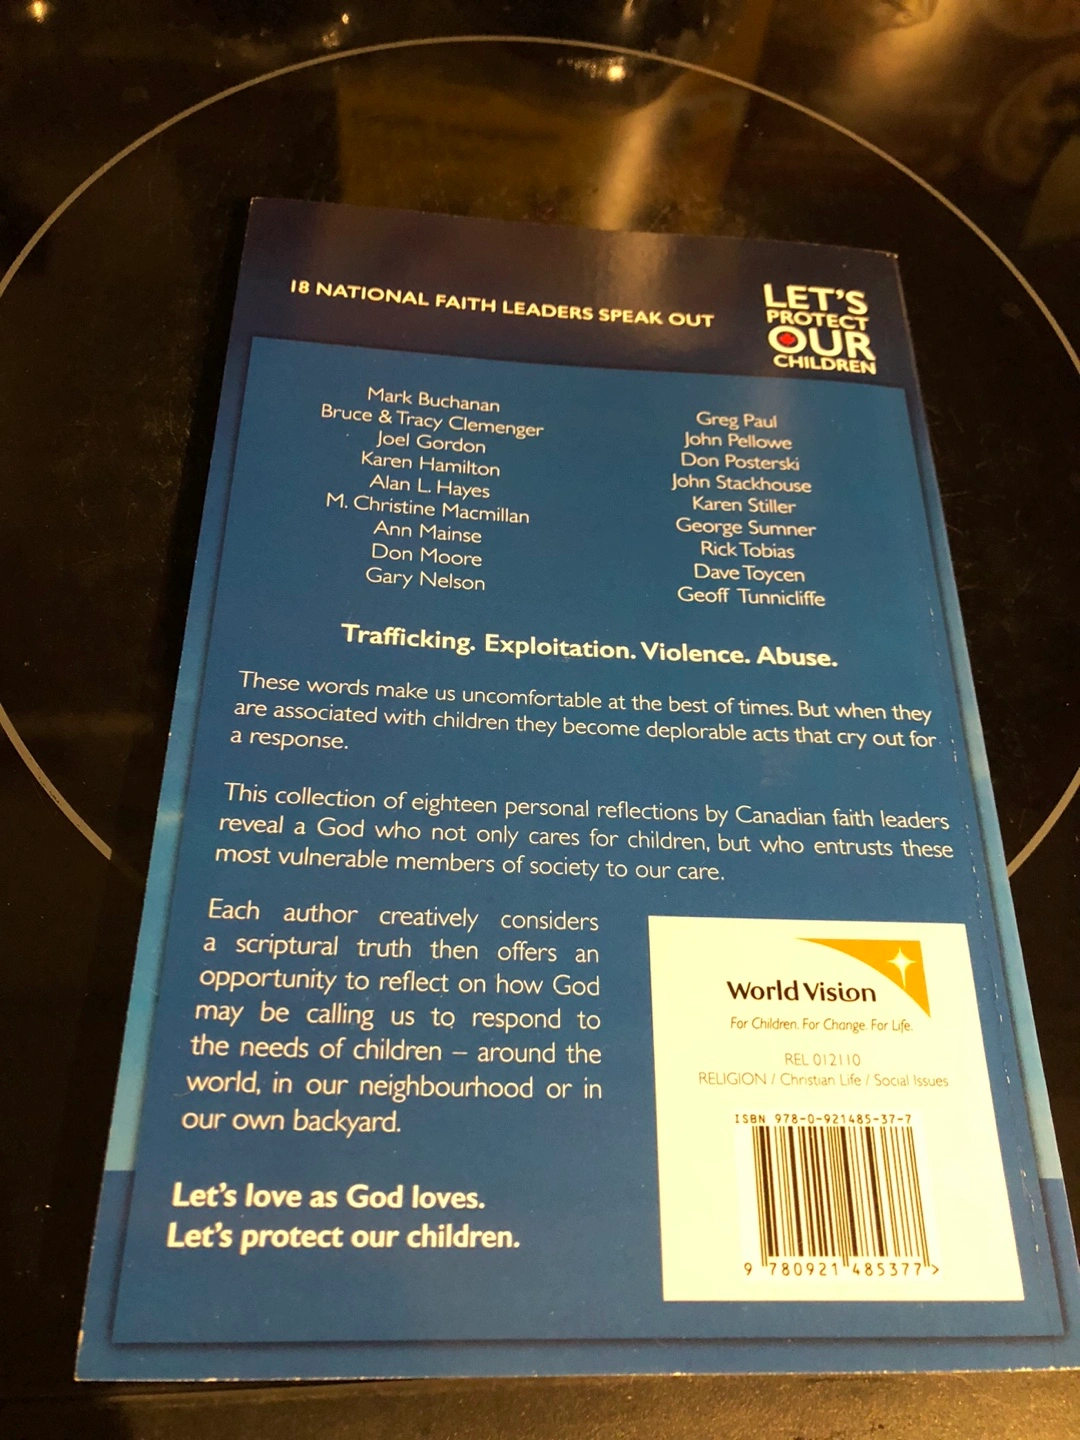 18 NATIONAL FAITH LEADERS SPEAK OUT
LET'S
PROTECT
OUR
CHILDREN
Mark Buchanan
Bruce & Tracy Clemenger
Joel Gordon
Karen Hamilton
Alan L. Hayes
M. Christine Macmillan
Ann Mainse
Don Moore
Gary Nelson
Greg Paul
John Pellowe
Don Posterski
John Stackhouse
Karen Stiller
George Sumner
Rick Tobias
Dave Toycen
Geoff Tunnicliffe
Trafficking. Exploitation. Violence. Abuse.
These words make us uncomfortable at the best of times. But when they
are associated with children they become deplorable acts that cry out for
a response.
This collection of eighteen personal reflections by Canadian faith leaders
reveal a God who not only cares for children, but who entrusts these
most vulnerable members of society to our care.
Each author creatively considers
a scriptural truth then offers an
opportunity to reflect on how God
may be calling us to respond to
the needs of children – around the
world, in our neighbourhood or in
our own backyard.
Let's love as God loves.
Let's protect our children.
World Vision
For Children. For Change. For Life.
REL 012110
RELIGION / Christian Life / Social Issues
ISBN 978-0-921485-37-7
9 780921 485377 >